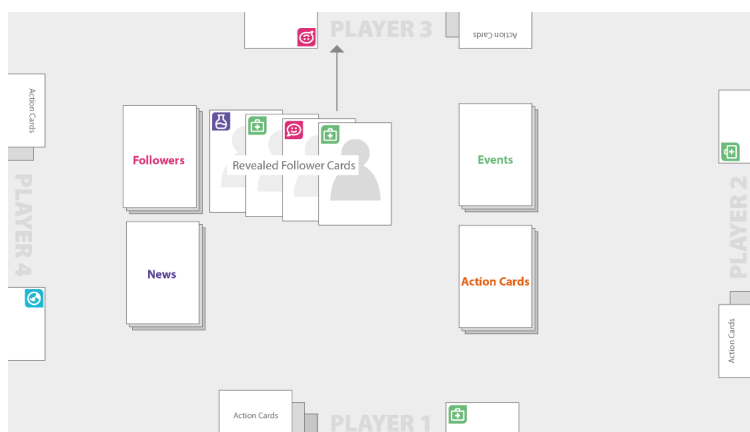 PLAYER 3
Action Cards
Action Cards
Followers
Revealed Follower Cards
Events
PLAYER 4
PLAYER 2
News
Action Cards
Action Cards
Action Cards
PLAYER 1